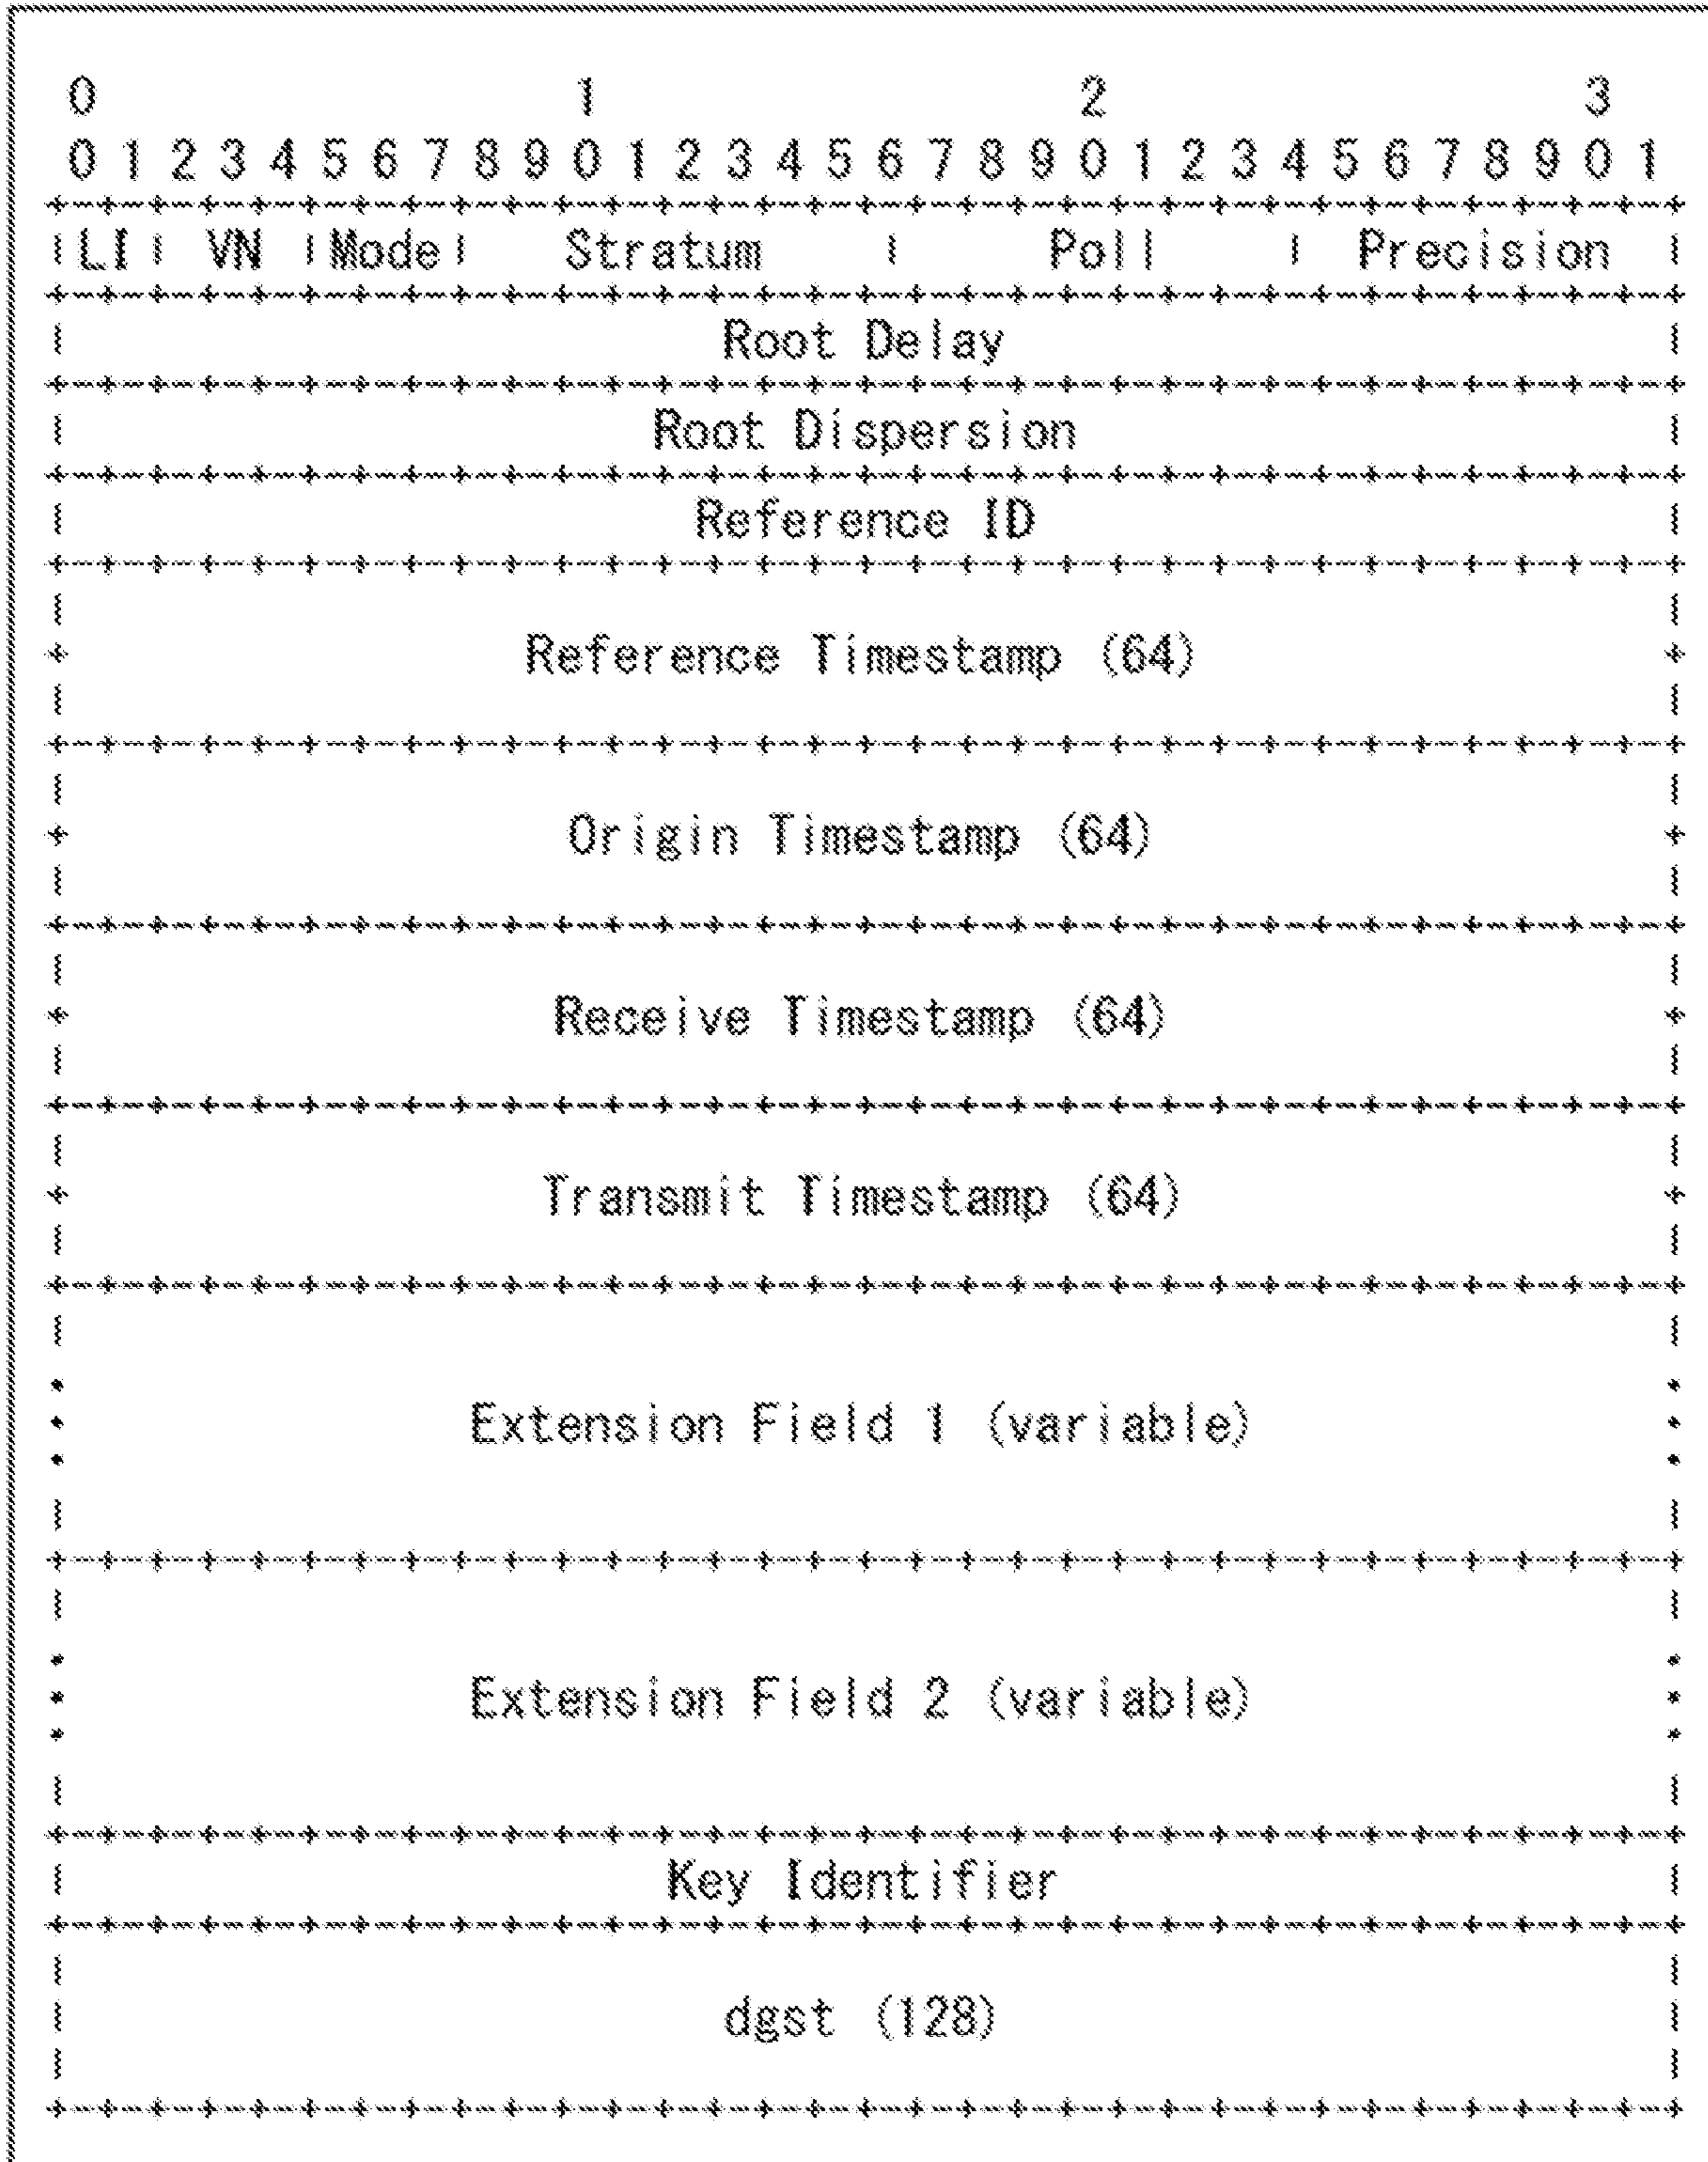 0 1 2 3
0 1 2 3 4 5 6 7 8 9 0 1 2 3 4 5 6 7 8 9 0 1 2 3 4 5 6 7 8 9 0 1
LI VN Mode Stratum Poll Precision
Root Delay
Root Dispersion
Reference ID
Reference Timestamp (64)
Origin Timestamp (64)
Receive Timestamp (64)
Transmit Timestamp (64)
Extension Field 1 (variable)
Extension Field 2 (variable)
Key Identifier
dgst (128)